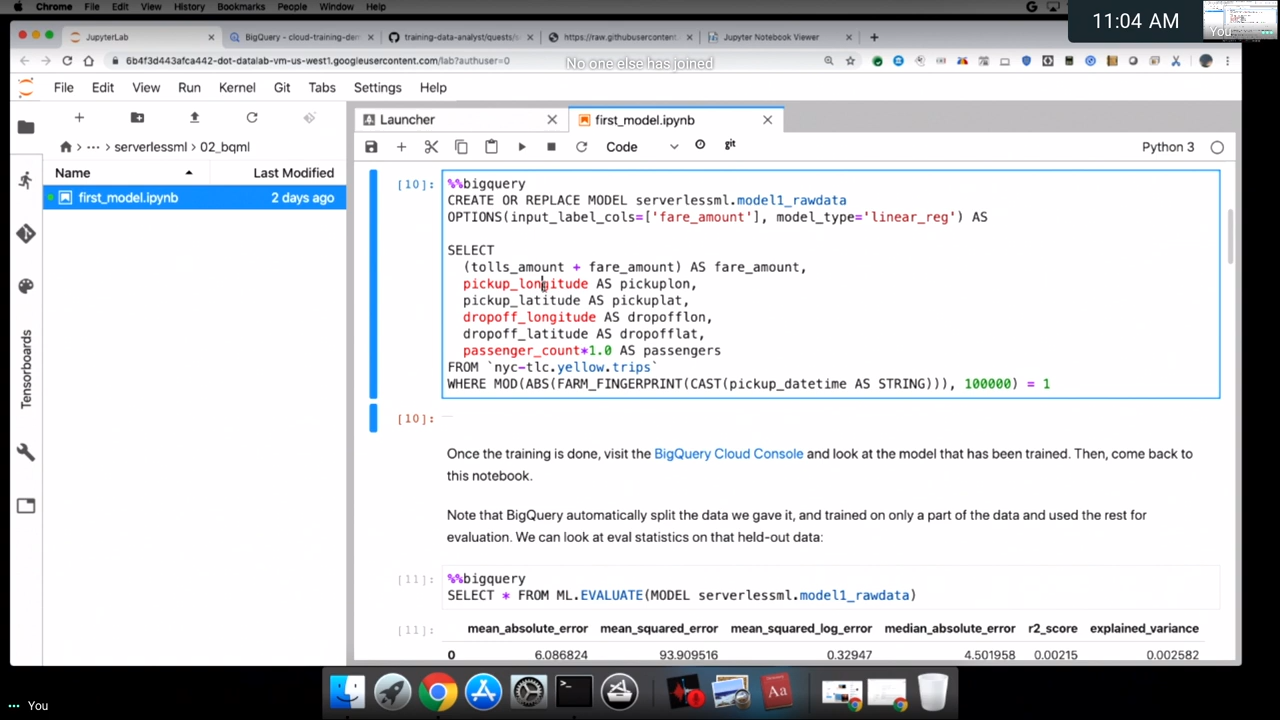 Chrome File Edit View History Bookmarks People Window Help
11:04 AM
You
JupyterLab
BigQuery - cloud-training-den
training-data-analyst/quests/s
https://raw.githubusercontent.
Jupyter Notebook Viewer
6b4f3d443afca442-dot-datalab-vm-us-west1.googleusercontent.com/lab?authuser=0
No one else has joined
File Edit View Run Kernel Git Tabs Settings Help
Launcher
first_model.ipynb
Code
git
Python 3
··· / serverlessml / 02_bqml
Name Last Modified
first_model.ipynb 2 days ago
Tensorboards
[10]: %%bigquery
CREATE OR REPLACE MODEL serverlessml.model1_rawdata
OPTIONS(input_label_cols=['fare_amount'], model_type='linear_reg') AS
SELECT
(tolls_amount + fare_amount) AS fare_amount,
pickup_longitude AS pickuplon,
pickup_latitude AS pickuplat,
dropoff_longitude AS dropofflon,
dropoff_latitude AS dropofflat,
passenger_count*1.0 AS passengers
FROM `nyc-tlc.yellow.trips`
WHERE MOD(ABS(FARM_FINGERPRINT(CAST(pickup_datetime AS STRING))), 100000) = 1
[10]:
Once the training is done, visit the BigQuery Cloud Console and look at the model that has been trained. Then, come back to
this notebook.
Note that BigQuery automatically split the data we gave it, and trained on only a part of the data and used the rest for
evaluation. We can look at eval statistics on that held-out data:
[11]: %%bigquery
SELECT * FROM ML.EVALUATE(MODEL serverlessml.model1_rawdata)
[11]: mean_absolute_error mean_squared_error mean_squared_log_error median_absolute_error r2_score explained_variance
0 6.086824 93.909516 0.32947 4.501958 0.00215 0.002582
Aa
You